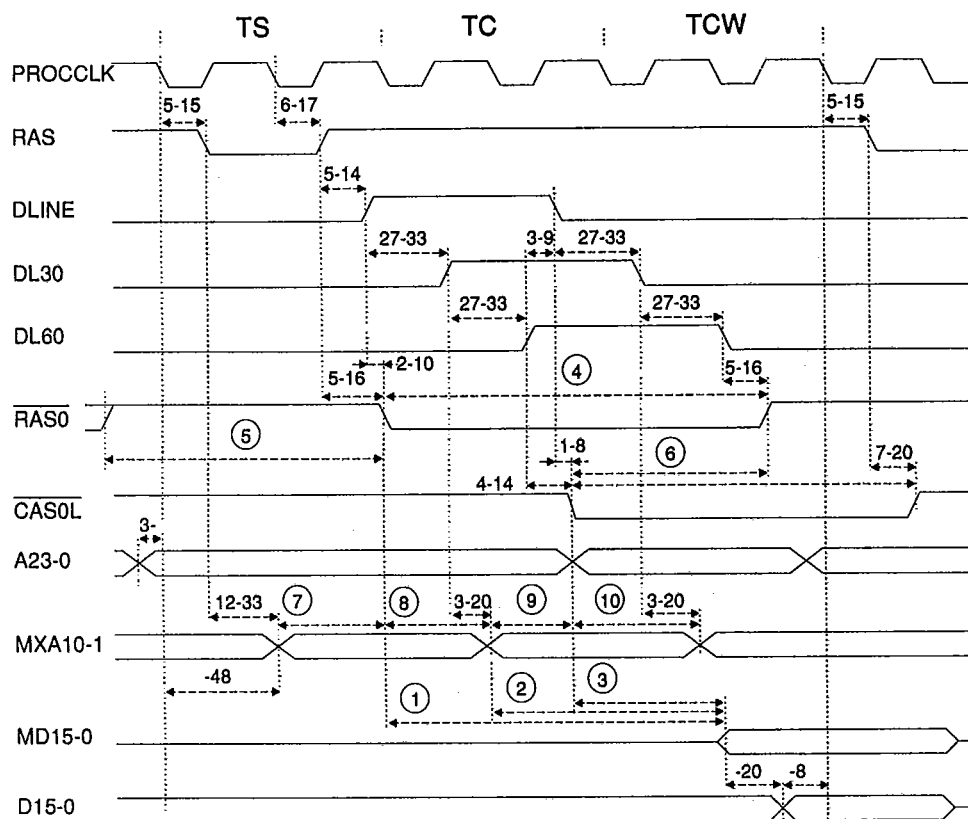 TS TC TCW
PROCCLK
5-15 6-17 5-15
RAS
5-14
DLINE
27-33 3-9 27-33
DL30
27-33 27-33
DL60
2-10
5-16 4 5-16
RAS0
5
1-8 6 7-20
4-14
CAS0L
3-
A23-0
12-33 7 8 3-20 9 10 3-20
MXA10-1
-48 1 2 3
MD15-0
-20 -8
D15-0